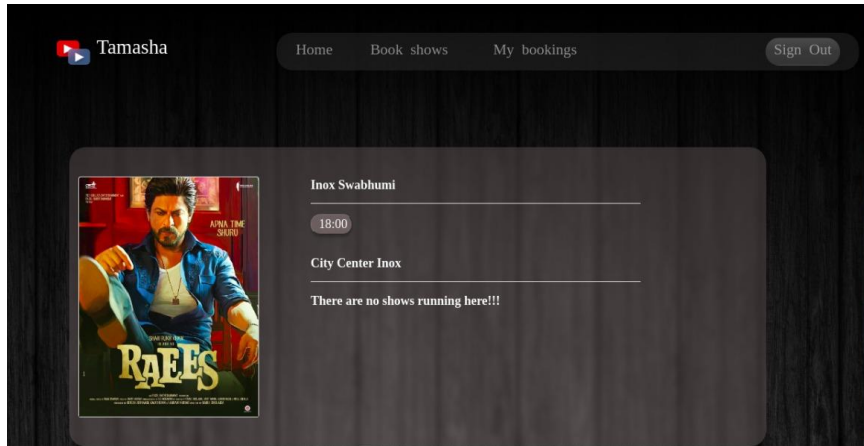 Tamasha
Home Book shows My bookings Sign Out
APNA TIME
SHURU
RAEES
Inox Swabhumi
18:00
City Center Inox
There are no shows running here!!!